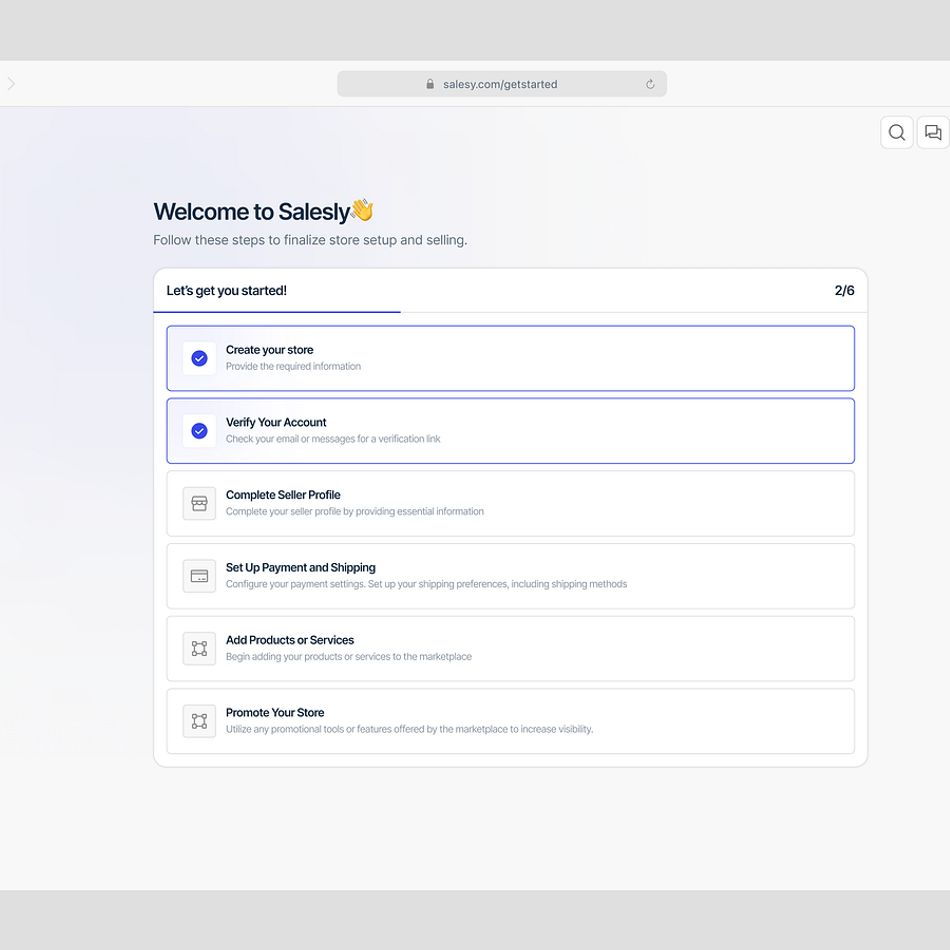 salesy.com/getstarted
Welcome to Salesly👋
Follow these steps to finalize store setup and selling.
Let's get you started!
2/6
Create your store
Provide the required information
Verify Your Account
Check your email or messages for a verification link
Complete Seller Profile
Complete your seller profile by providing essential information
Set Up Payment and Shipping
Configure your payment settings. Set up your shipping preferences, including shipping methods
Add Products or Services
Begin adding your products or services to the marketplace
Promote Your Store
Utilize any promotional tools or features offered by the marketplace to increase visibility.